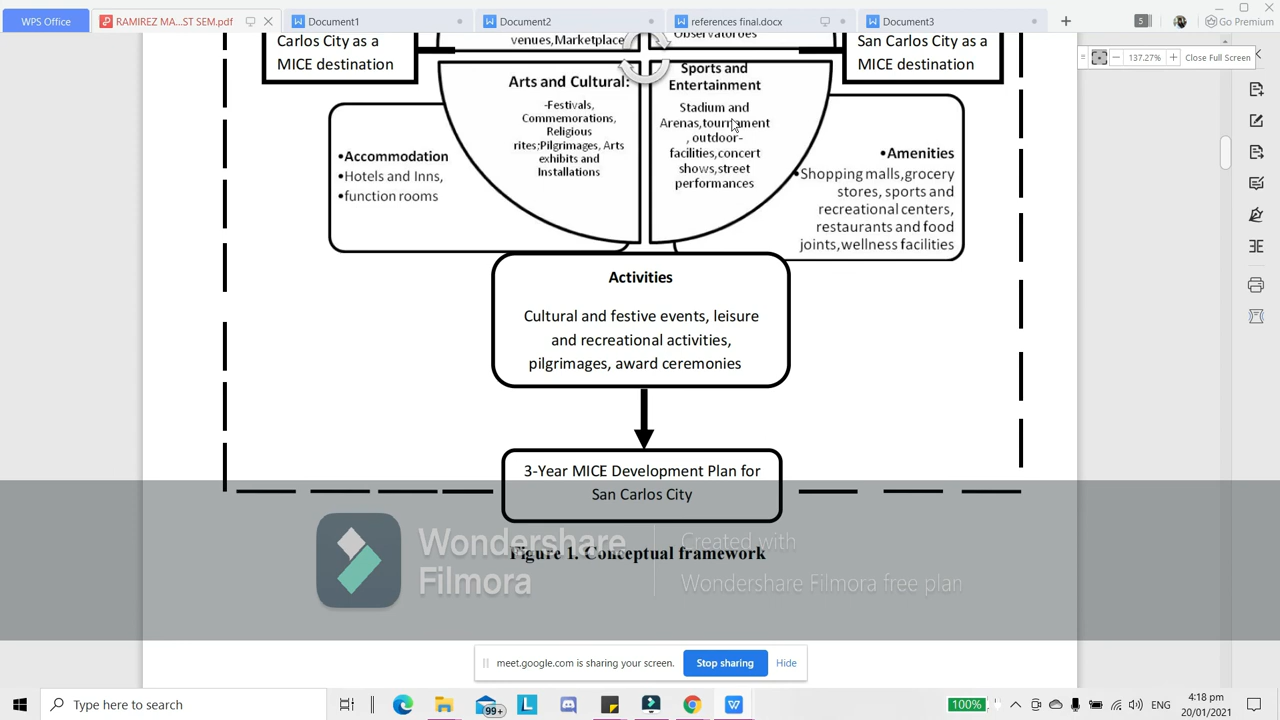 WPS Office
RAMIREZ MA...ST SEM.pdf
Document1
Document2
references final.docx
Document3
5
Go Premium
137.27%
Close Full Screen
Carlos City as a
MICE destination
venues,Marketplace
Observatoroes
San Carlos City as a
MICE destination
Arts and Cultural:
-Festivals,
Commemorations,
Religious
rites;Pilgrimages, Arts
exhibits and
Installations
Sports and
Entertainment
Stadium and
Arenas,tournament
, outdoor-
facilities,concert
shows,street
performances
•Accommodation
•Hotels and Inns,
•function rooms
•Amenities
•Shopping malls,grocery
stores, sports and
recreational centers,
restaurants and food
joints,wellness facilities
Activities
Cultural and festive events, leisure
and recreational activities,
pilgrimages, award ceremonies
3-Year MICE Development Plan for
San Carlos City
Figure 1. Conceptual framework
Wondershare
Filmora
Created with
Wondershare Filmora free plan
meet.google.com is sharing your screen.
Stop sharing
Hide
Type here to search
99+
100%
ENG
4:18 pm
20/01/2021